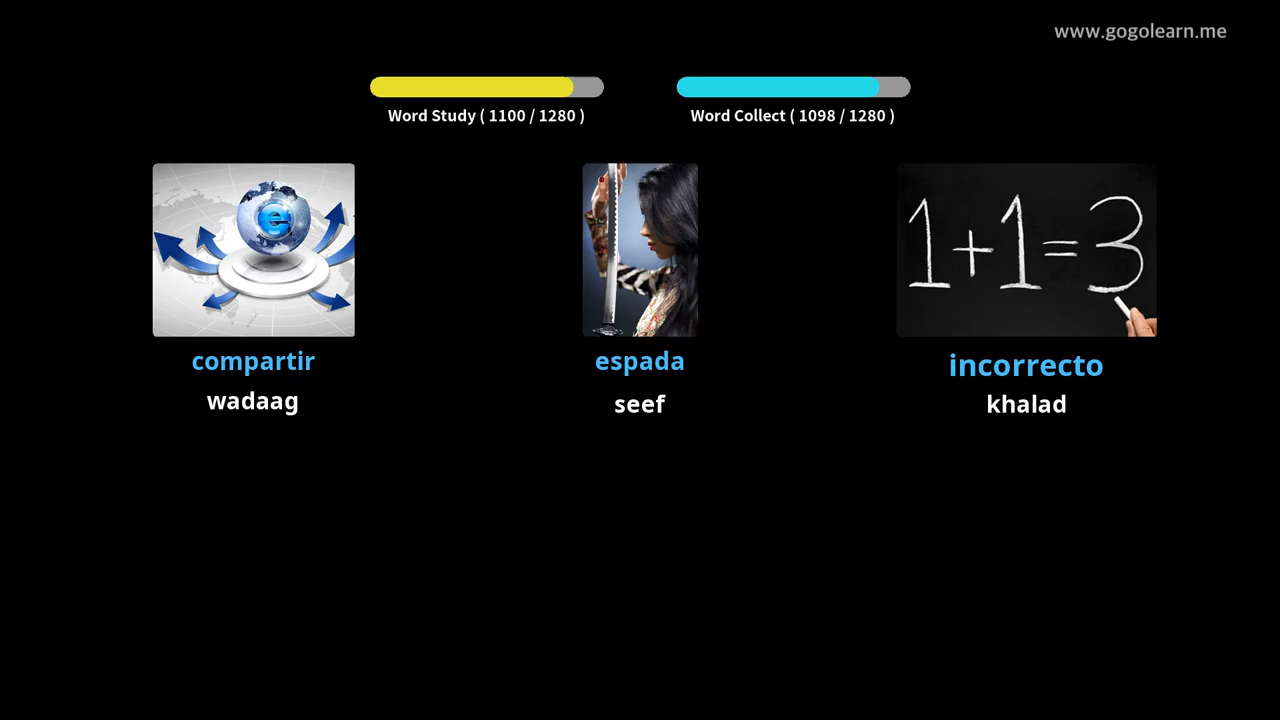 www.gogolearn.me
Word Study ( 1100 / 1280 )
Word Collect ( 1098 / 1280 )
e
1+1=3
compartir
espada
incorrecto
wadaag
seef
khalad